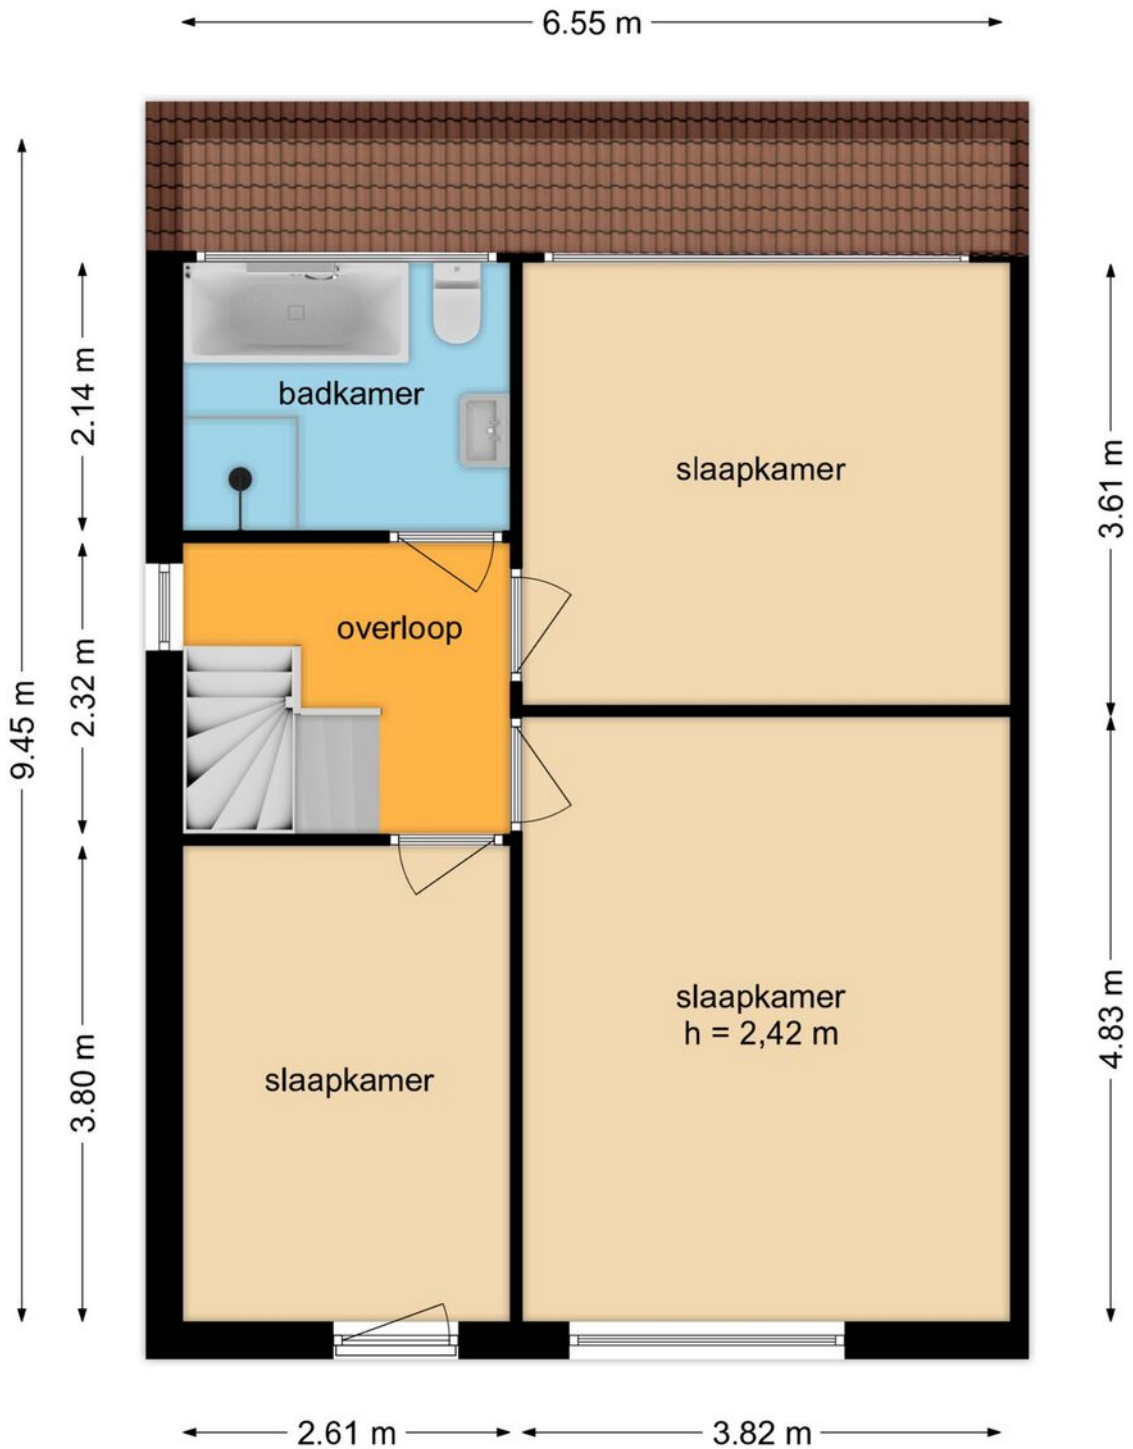 6.55 m
badkamer
2.14 m
slaapkamer
3.61 m
overloop
2.32 m
9.45 m
slaapkamer
h = 2,42 m
4.83 m
slaapkamer
3.80 m
2.61 m
3.82 m